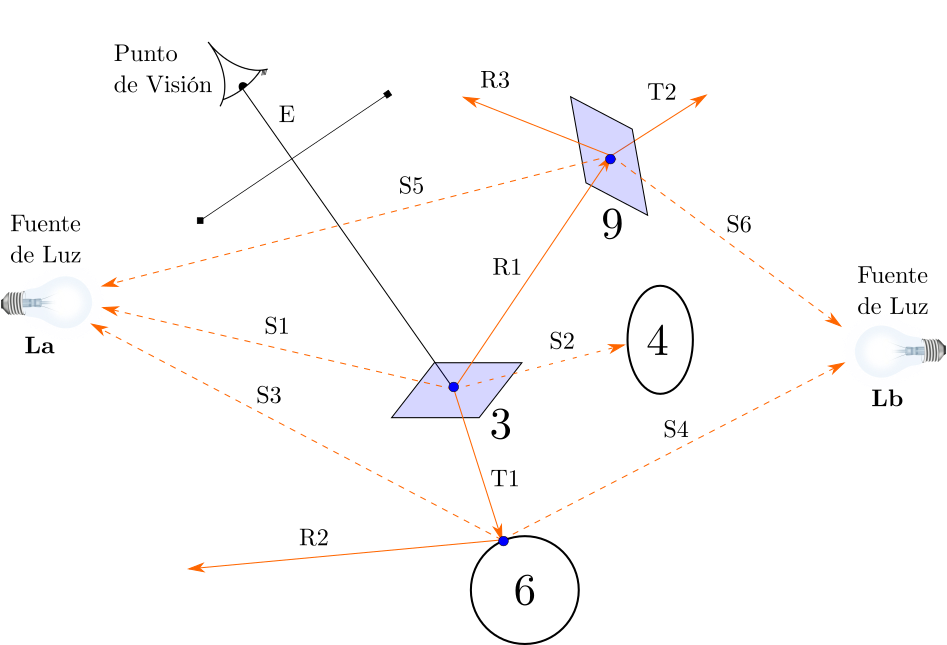 Punto
de Visión
E
R3
T2
S5
9
S6
Fuente
de Luz
La
R1
Fuente
de Luz
Lb
S1
S2
4
S3
3
S4
T1
R2
6